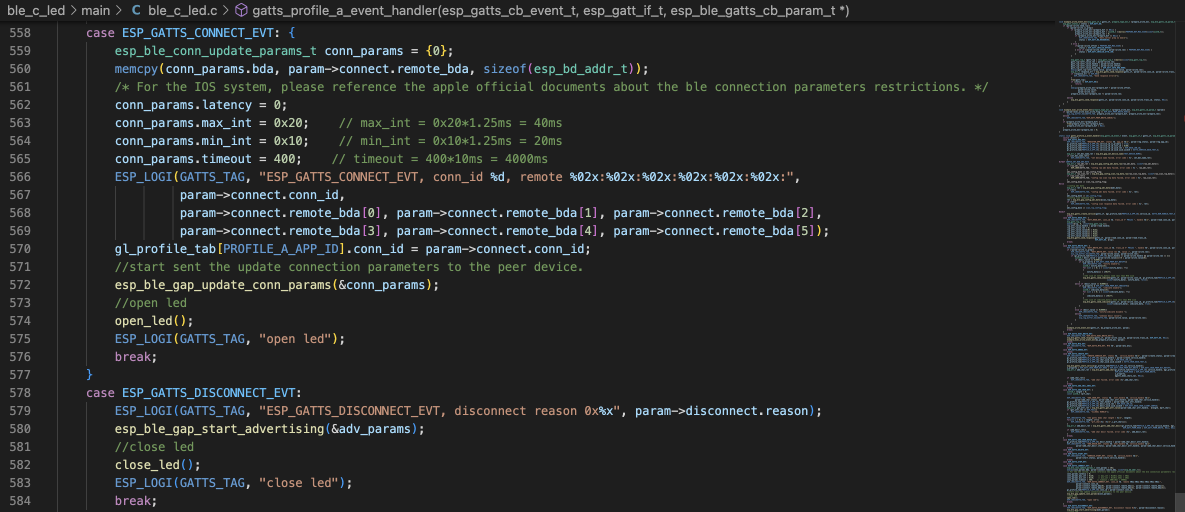 ble_c_led > main > C ble_c_led.c > gatts_profile_a_event_handler(esp_gatts_cb_event_t, esp_gatt_if_t, esp_ble_gatts_cb_param_t *)
558 case ESP_GATTS_CONNECT_EVT: {
559 esp_ble_conn_update_params_t conn_params = {0};
560 memcpy(conn_params.bda, param->connect.remote_bda, sizeof(esp_bd_addr_t));
561 /* For the IOS system, please reference the apple official documents about the ble connection parameters restrictions. */
562 conn_params.latency = 0;
563 conn_params.max_int = 0x20;    // max_int = 0x20*1.25ms = 40ms
564 conn_params.min_int = 0x10;    // min_int = 0x10*1.25ms = 20ms
565 conn_params.timeout = 400;    // timeout = 400*10ms = 4000ms
566 ESP_LOGI(GATTS_TAG, "ESP_GATTS_CONNECT_EVT, conn_id %d, remote %02x:%02x:%02x:%02x:%02x:%02x:",
567 param->connect.conn_id,
568 param->connect.remote_bda[0], param->connect.remote_bda[1], param->connect.remote_bda[2],
569 param->connect.remote_bda[3], param->connect.remote_bda[4], param->connect.remote_bda[5]);
570 gl_profile_tab[PROFILE_A_APP_ID].conn_id = param->connect.conn_id;
571 //start sent the update connection parameters to the peer device.
572 esp_ble_gap_update_conn_params(&conn_params);
573 //open led
574 open_led();
575 ESP_LOGI(GATTS_TAG, "open led");
576 break;
577 }
578 case ESP_GATTS_DISCONNECT_EVT:
579 ESP_LOGI(GATTS_TAG, "ESP_GATTS_DISCONNECT_EVT, disconnect reason 0x%x", param->disconnect.reason);
580 esp_ble_gap_start_advertising(&adv_params);
581 //close led
582 close_led();
583 ESP_LOGI(GATTS_TAG, "close led");
584 break;